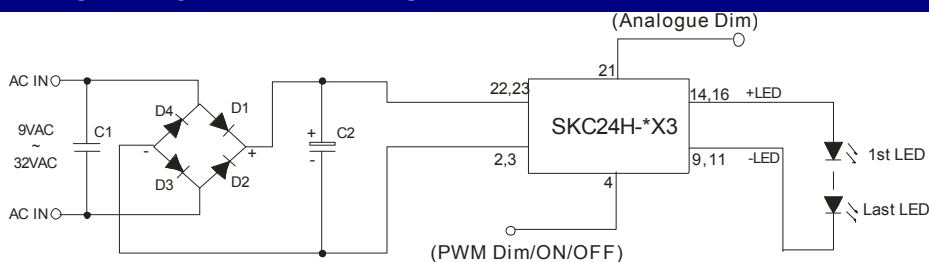 (Analogue Dim)
AC IN
9VAC
~
32VAC
AC IN
C1
D4
D1
D3
D2
-
+
+
C2
-
22,23
21
14,16
+LED
SKC24H-*X3
2,3
4
9,11
-LED
1st LED
Last LED
(PWM Dim/ON/OFF)